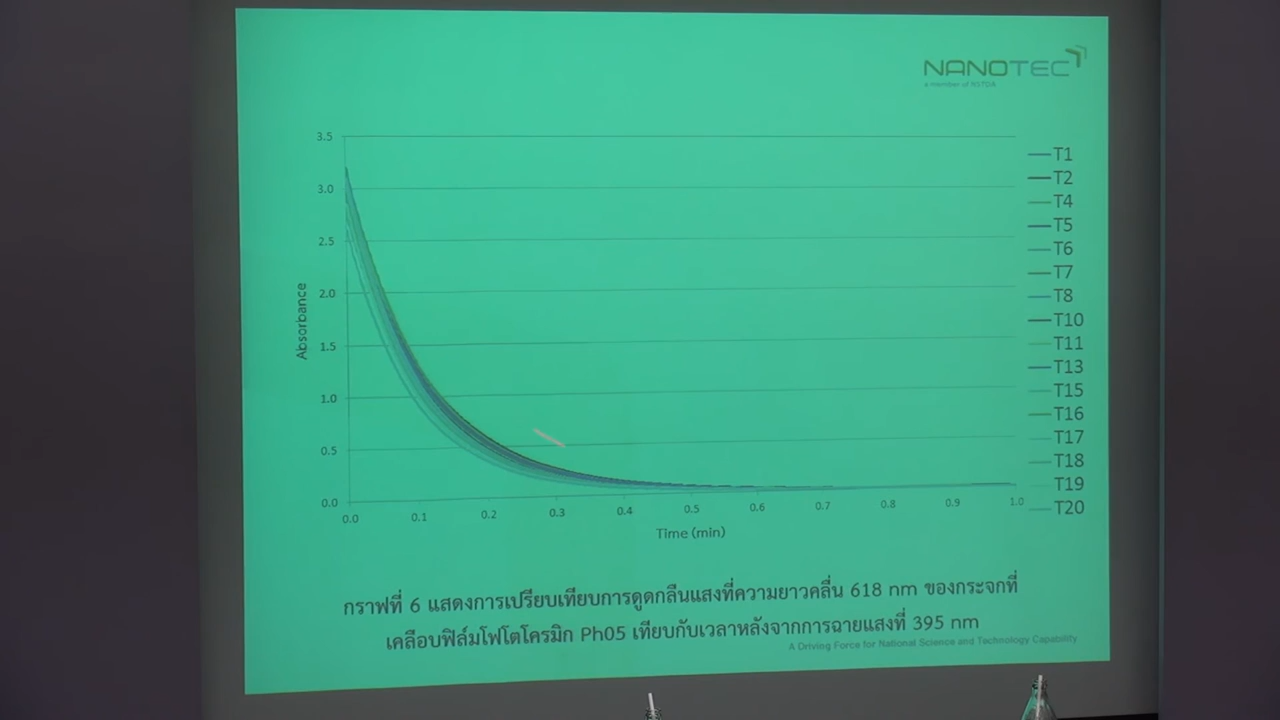 NANOTEC
a member of NSTDA
3.5
3.0
2.5
2.0
1.5
1.0
0.5
0.0
Absorbance
0.0 0.1 0.2 0.3 0.4 0.5 0.6 0.7 0.8 0.9 1.0
Time (min)
T1
T2
T4
T5
T6
T7
T8
T10
T11
T13
T15
T16
T17
T18
T19
T20
กราฟที่ 6 แสดงการเปรียบเทียบการดูดกลืนแสงที่ความยาวคลื่น 618 nm ของกระจกที่
เคลือบฟิล์มโฟโตโครมิก Ph05 เทียบกับเวลาหลังจากการฉายแสงที่ 395 nm
A Driving Force for National Science and Technology Capability